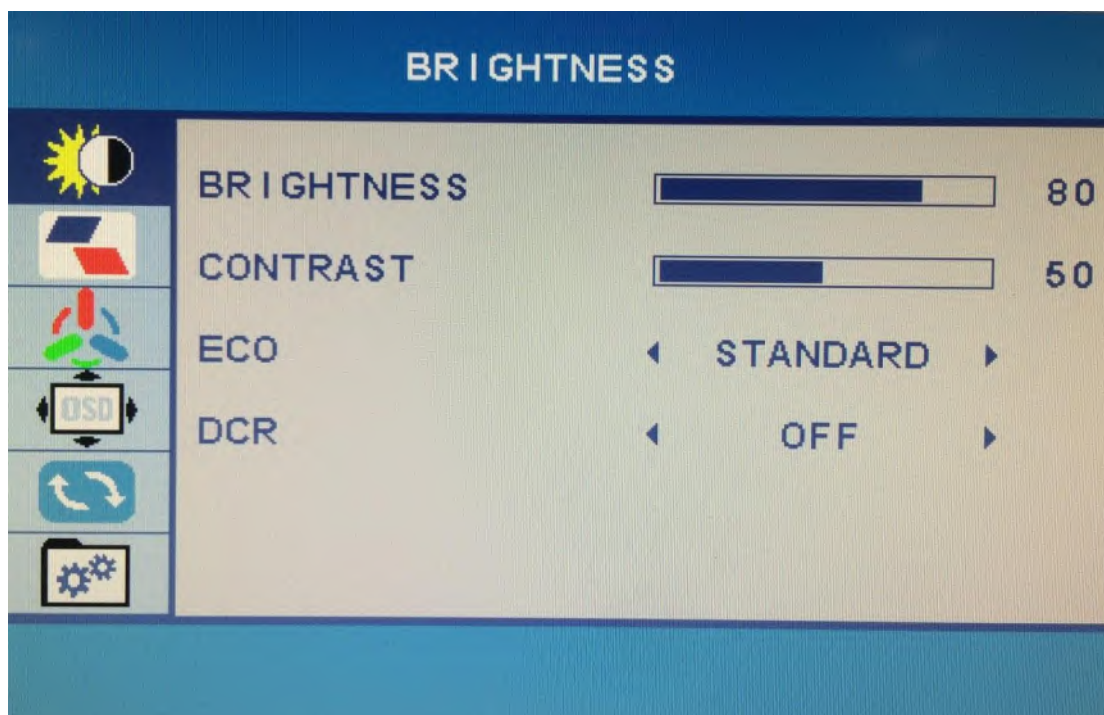 BRIGHTNESS
BRIGHTNESS 80
CONTRAST 50
ECO STANDARD
OSD
DCR OFF